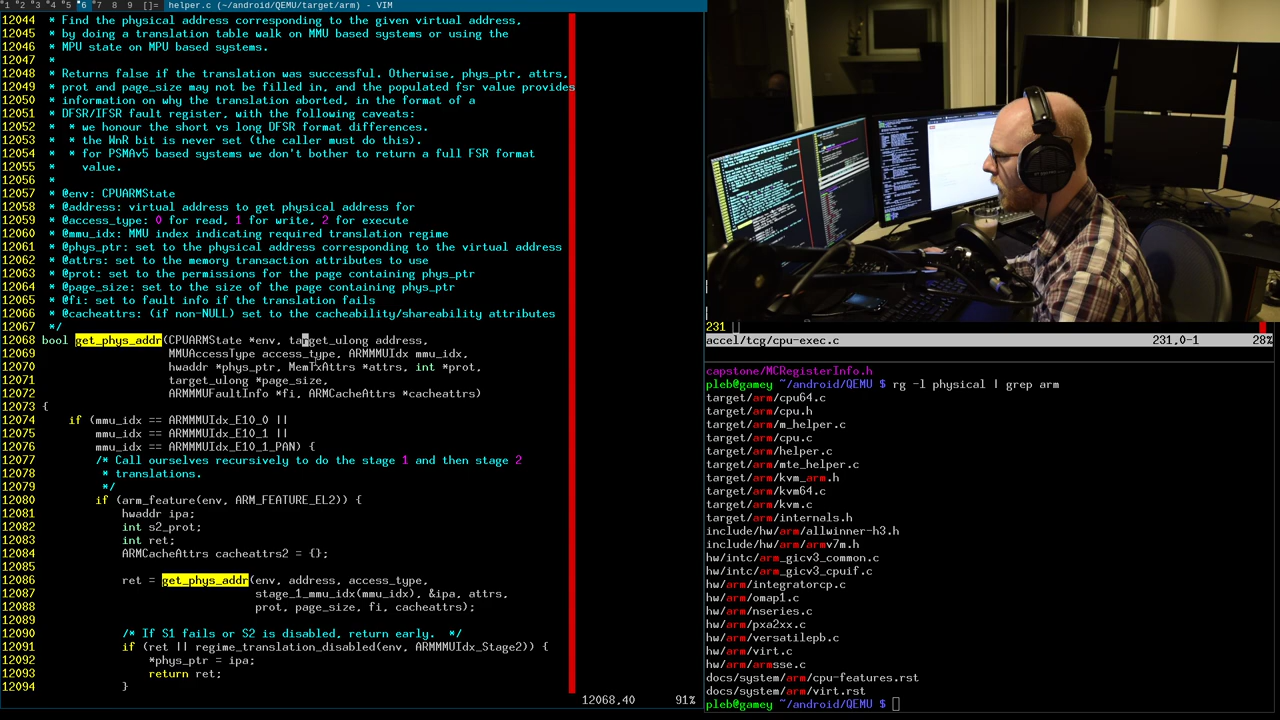 1 2 3 4 5 6 7 8 9 []= helper.c (~/android/QEMU/target/arm) - VIM
12044 * Find the physical address corresponding to the given virtual address,
12045 * by doing a translation table walk on MMU based systems or using the
12046 * MPU state on MPU based systems.
12047 *
12048 * Returns false if the translation was successful. Otherwise, phys_ptr, attrs,
12049 * prot and page_size may not be filled in, and the populated fsr value provides
12050 * information on why the translation aborted, in the format of a
12051 * DFSR/IFSR fault register, with the following caveats:
12052 * * we honour the short vs long DFSR format differences.
12053 * * the WnR bit is never set (the caller must do this).
12054 * * for PSMAv5 based systems we don't bother to return a full FSR format
12055 * value.
12056 *
12057 * @env: CPUARMState
12058 * @address: virtual address to get physical address for
12059 * @access_type: 0 for read, 1 for write, 2 for execute
12060 * @mmu_idx: MMU index indicating required translation regime
12061 * @phys_ptr: set to the physical address corresponding to the virtual address
12062 * @attrs: set to the memory transaction attributes to use
12063 * @prot: set to the permissions for the page containing phys_ptr
12064 * @page_size: set to the size of the page containing phys_ptr
12065 * @fi: set to fault info if the translation fails
12066 * @cacheattrs: (if non-NULL) set to the cacheability/shareability attributes
12067 */
12068 bool get_phys_addr(CPUARMState *env, target_ulong address,
12069 MMUAccessType access_type, ARMMMUIdx mmu_idx,
12070 hwaddr *phys_ptr, MemTxAttrs *attrs, int *prot,
12071 target_ulong *page_size,
12072 ARMMMUFaultInfo *fi, ARMCacheAttrs *cacheattrs)
12073 {
12074 if (mmu_idx == ARMMMUIdx_E10_0 ||
12075 mmu_idx == ARMMMUIdx_E10_1 ||
12076 mmu_idx == ARMMMUIdx_E10_1_PAN) {
12077 /* Call ourselves recursively to do the stage 1 and then stage 2
12078 * translations.
12079 */
12080 if (arm_feature(env, ARM_FEATURE_EL2)) {
12081 hwaddr ipa;
12082 int s2_prot;
12083 int ret;
12084 ARMCacheAttrs cacheattrs2 = {};
12085
12086 ret = get_phys_addr(env, address, access_type,
12087 stage_1_mmu_idx(mmu_idx), &ipa, attrs,
12088 prot, page_size, fi, cacheattrs);
12089
12090 /* If S1 fails or S2 is disabled, return early. */
12091 if (ret || regime_translation_disabled(env, ARMMMUIdx_Stage2)) {
12092 *phys_ptr = ipa;
12093 return ret;
12094 }
12068,40 91%
231
accel/tcg/cpu-exec.c 231,0-1 28%
capstone/MCRegisterInfo.h
pleb@gamey ~/android/QEMU $ rg -l physical | grep arm
target/arm/cpu64.c
target/arm/cpu.h
target/arm/m_helper.c
target/arm/cpu.c
target/arm/helper.c
target/arm/mte_helper.c
target/arm/kvm_arm.h
target/arm/kvm64.c
target/arm/kvm.c
target/arm/internals.h
include/hw/arm/allwinner-h3.h
include/hw/arm/armv7m.h
hw/intc/arm_gicv3_common.c
hw/intc/arm_gicv3_cpuif.c
hw/arm/integratorcp.c
hw/arm/omap1.c
hw/arm/nseries.c
hw/arm/pxa2xx.c
hw/arm/versatilepb.c
hw/arm/virt.c
hw/arm/armsse.c
docs/system/arm/cpu-features.rst
docs/system/arm/virt.rst
pleb@gamey ~/android/QEMU $